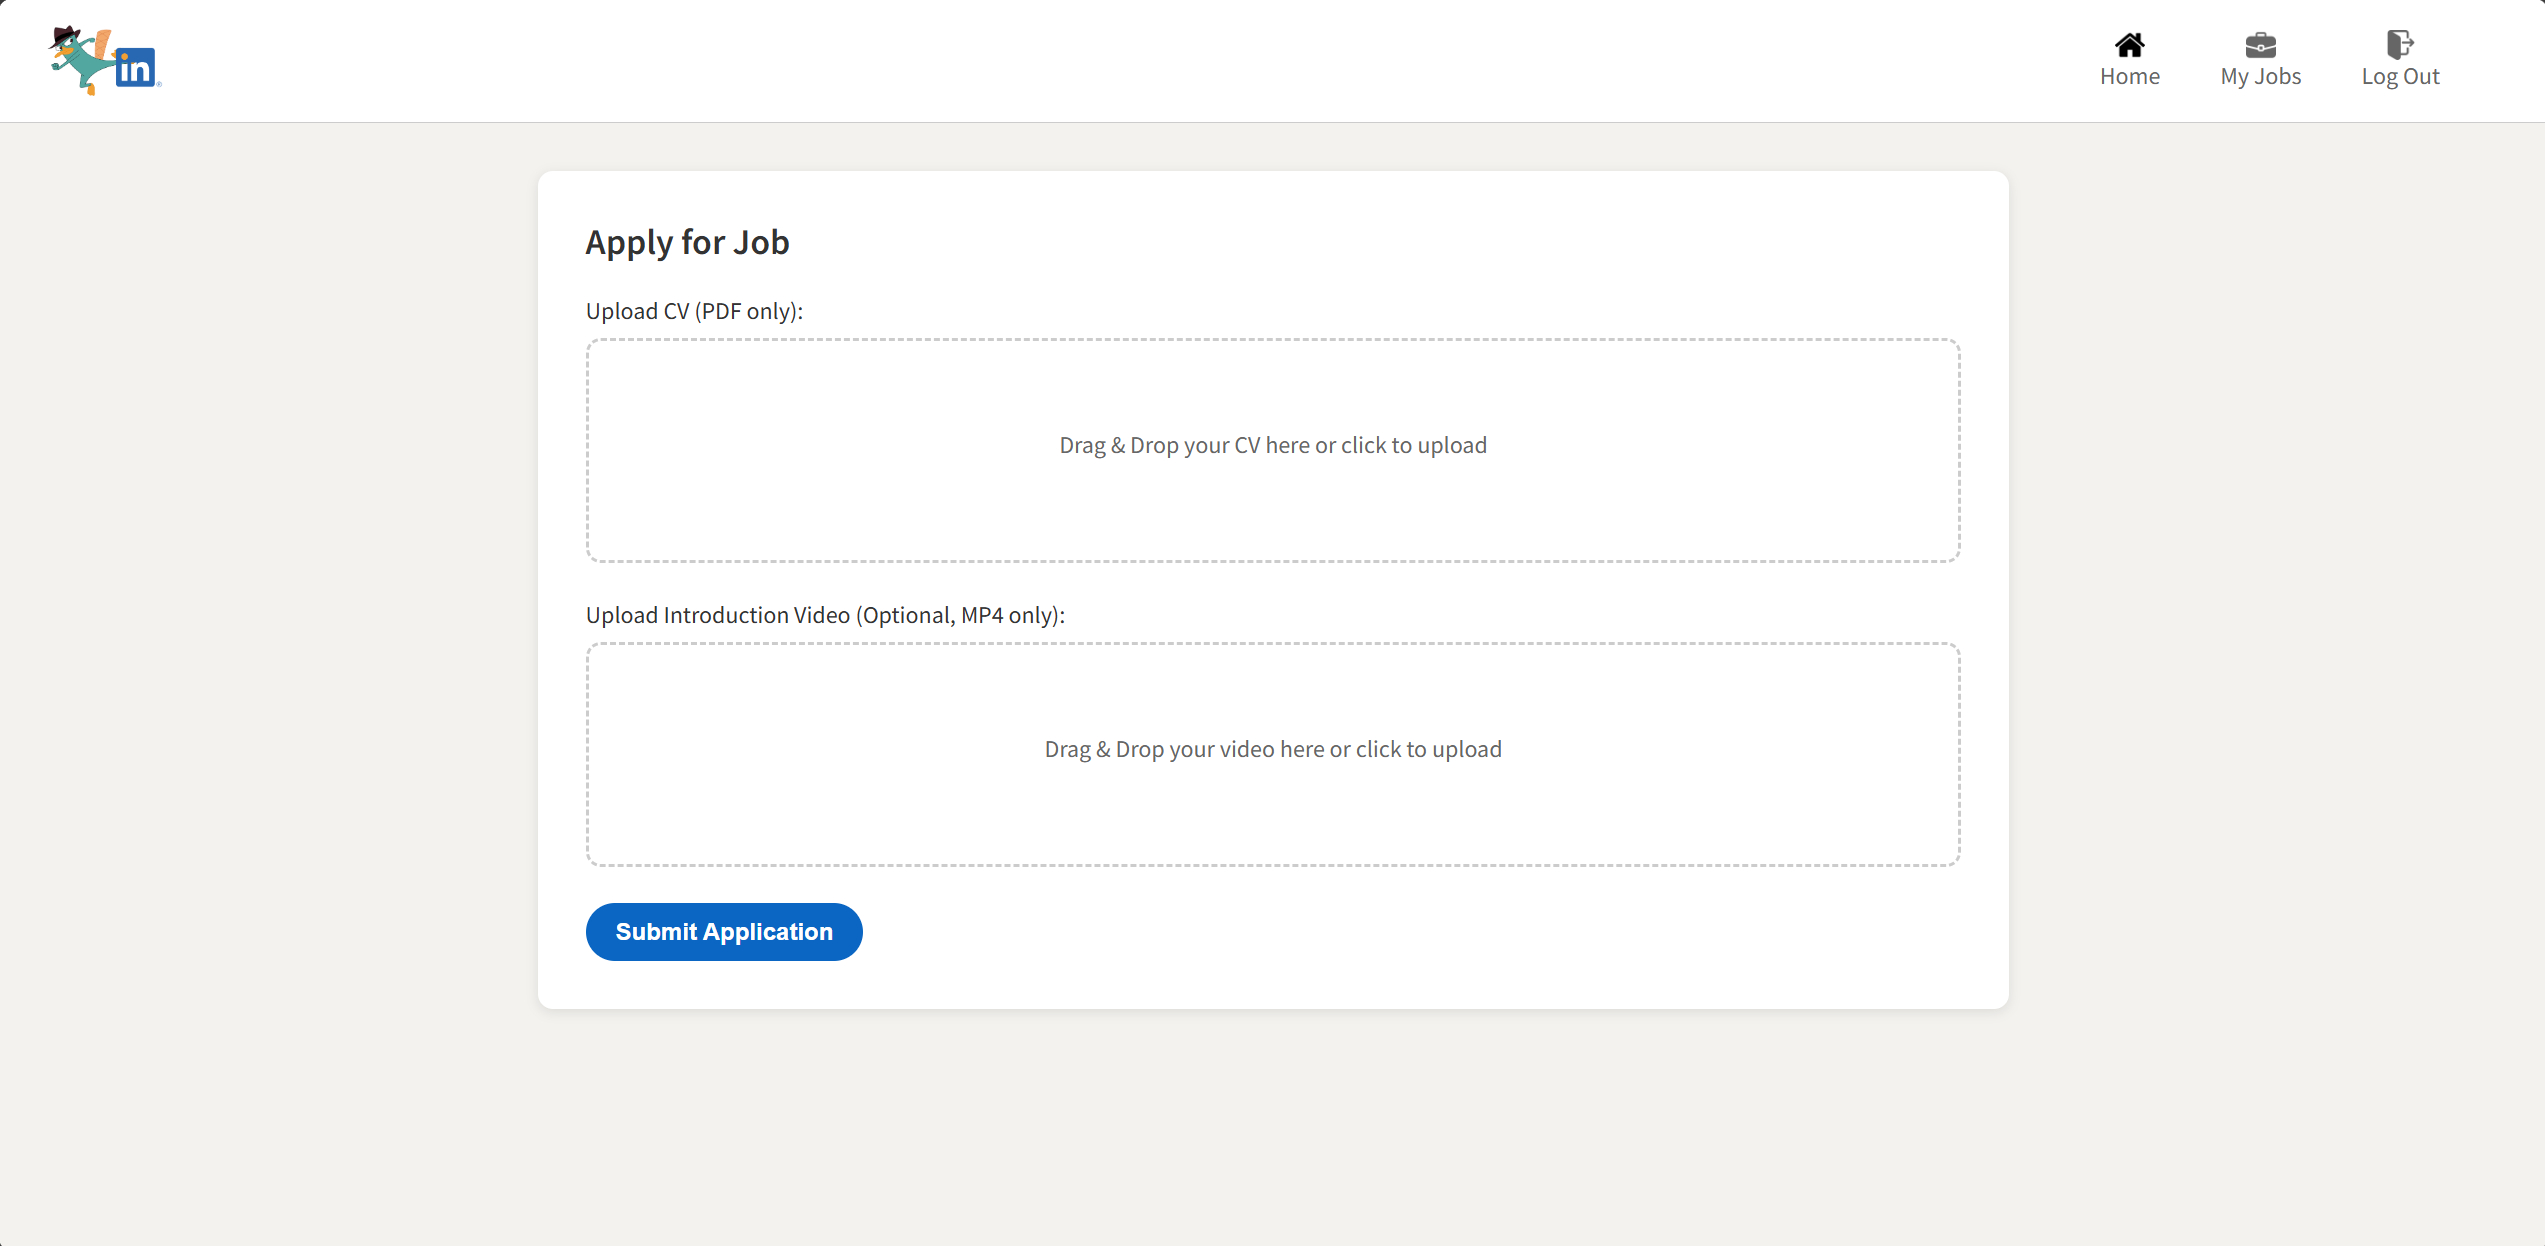 in
Home
My Jobs
Log Out
Apply for Job
Upload CV (PDF only):
Drag & Drop your CV here or click to upload
Upload Introduction Video (Optional, MP4 only):
Drag & Drop your video here or click to upload
Submit Application